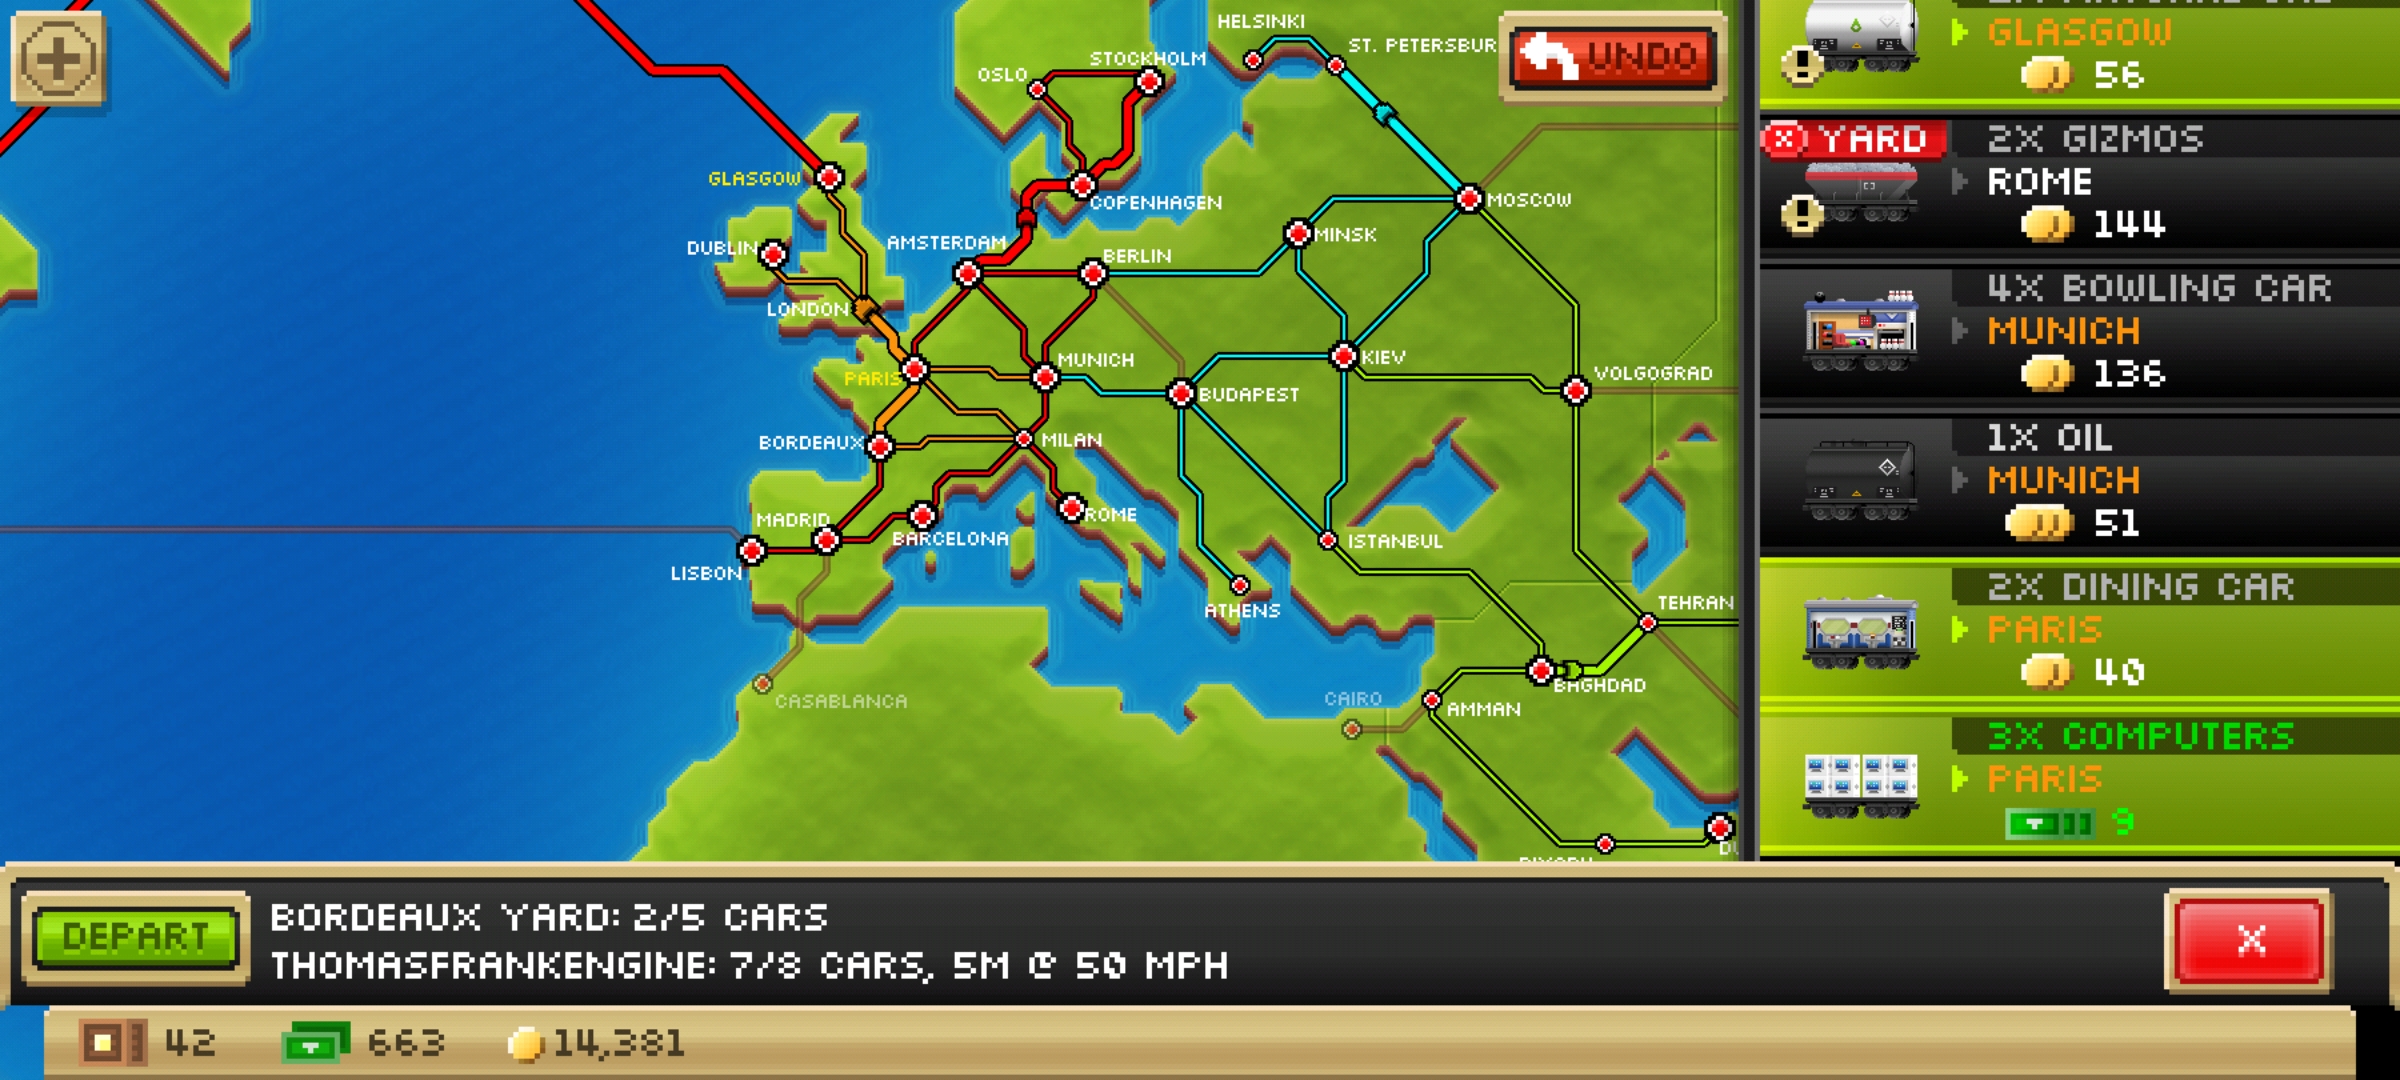 HELSINKI
ST. PETERSBUR
UNDO
STOCKHOLM
OSLO
GLASGOW
COPENHAGEN
MOSCOW
DUBLIN
AMSTERDAM
BERLIN
MINSK
LONDON
MUNICH
KIEV
VOLGOGRAD
PARIS
BUDAPEST
BORDEAUX
MILAN
MADRID
ROME
BARCELONA
ISTANBUL
LISBON
ATHENS
TEHRAN
BAGHDAD
CASABLANCA
CAIRO
AMMAN
GLASGOW
56
YARD
2X GIZMOS
ROME
144
4X BOWLING CAR
MUNICH
136
1X OIL
MUNICH
51
2X DINING CAR
PARIS
40
3X COMPUTERS
PARIS
9
DEPART
BORDEAUX YARD: 2/5 CARS
THOMASFRANKENGINE: 7/8 CARS, 5M @ 50 MPH
X
42
663
14,381